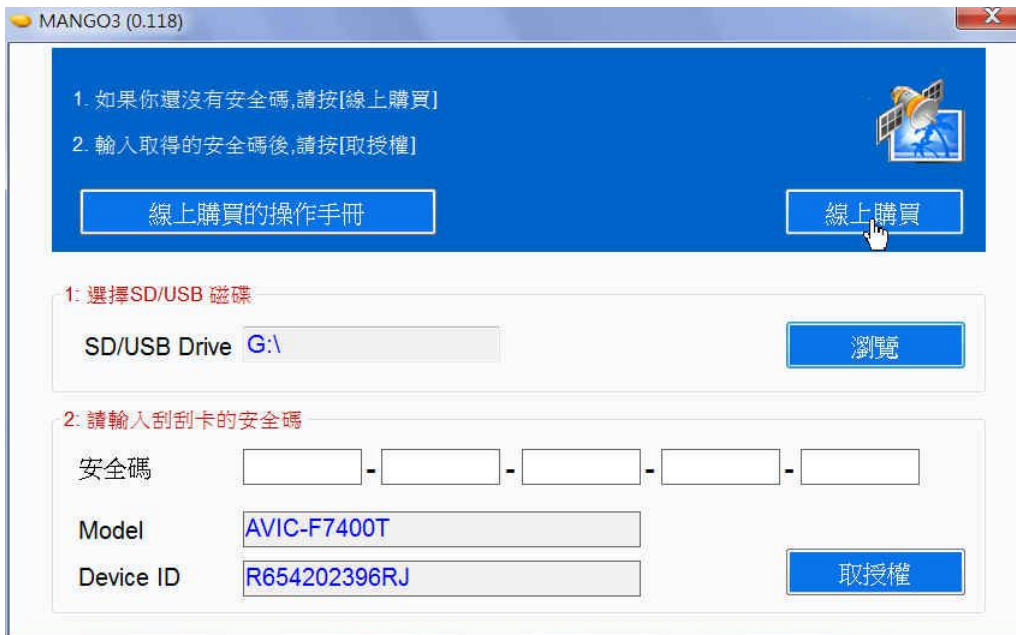 MANGO3 (0.118)
1. 如果你還沒有安全碼,請按[線上購買]
2. 輸入取得的安全碼後,請按[取授權]
線上購買的操作手冊
線上購買
1: 選擇SD/USB 磁碟
SD/USB Drive G:\
瀏覽
2: 請輸入刮刮卡的安全碼
安全碼 - - - -
Model AVIC-F7400T
Device ID R654202396RJ
取授權